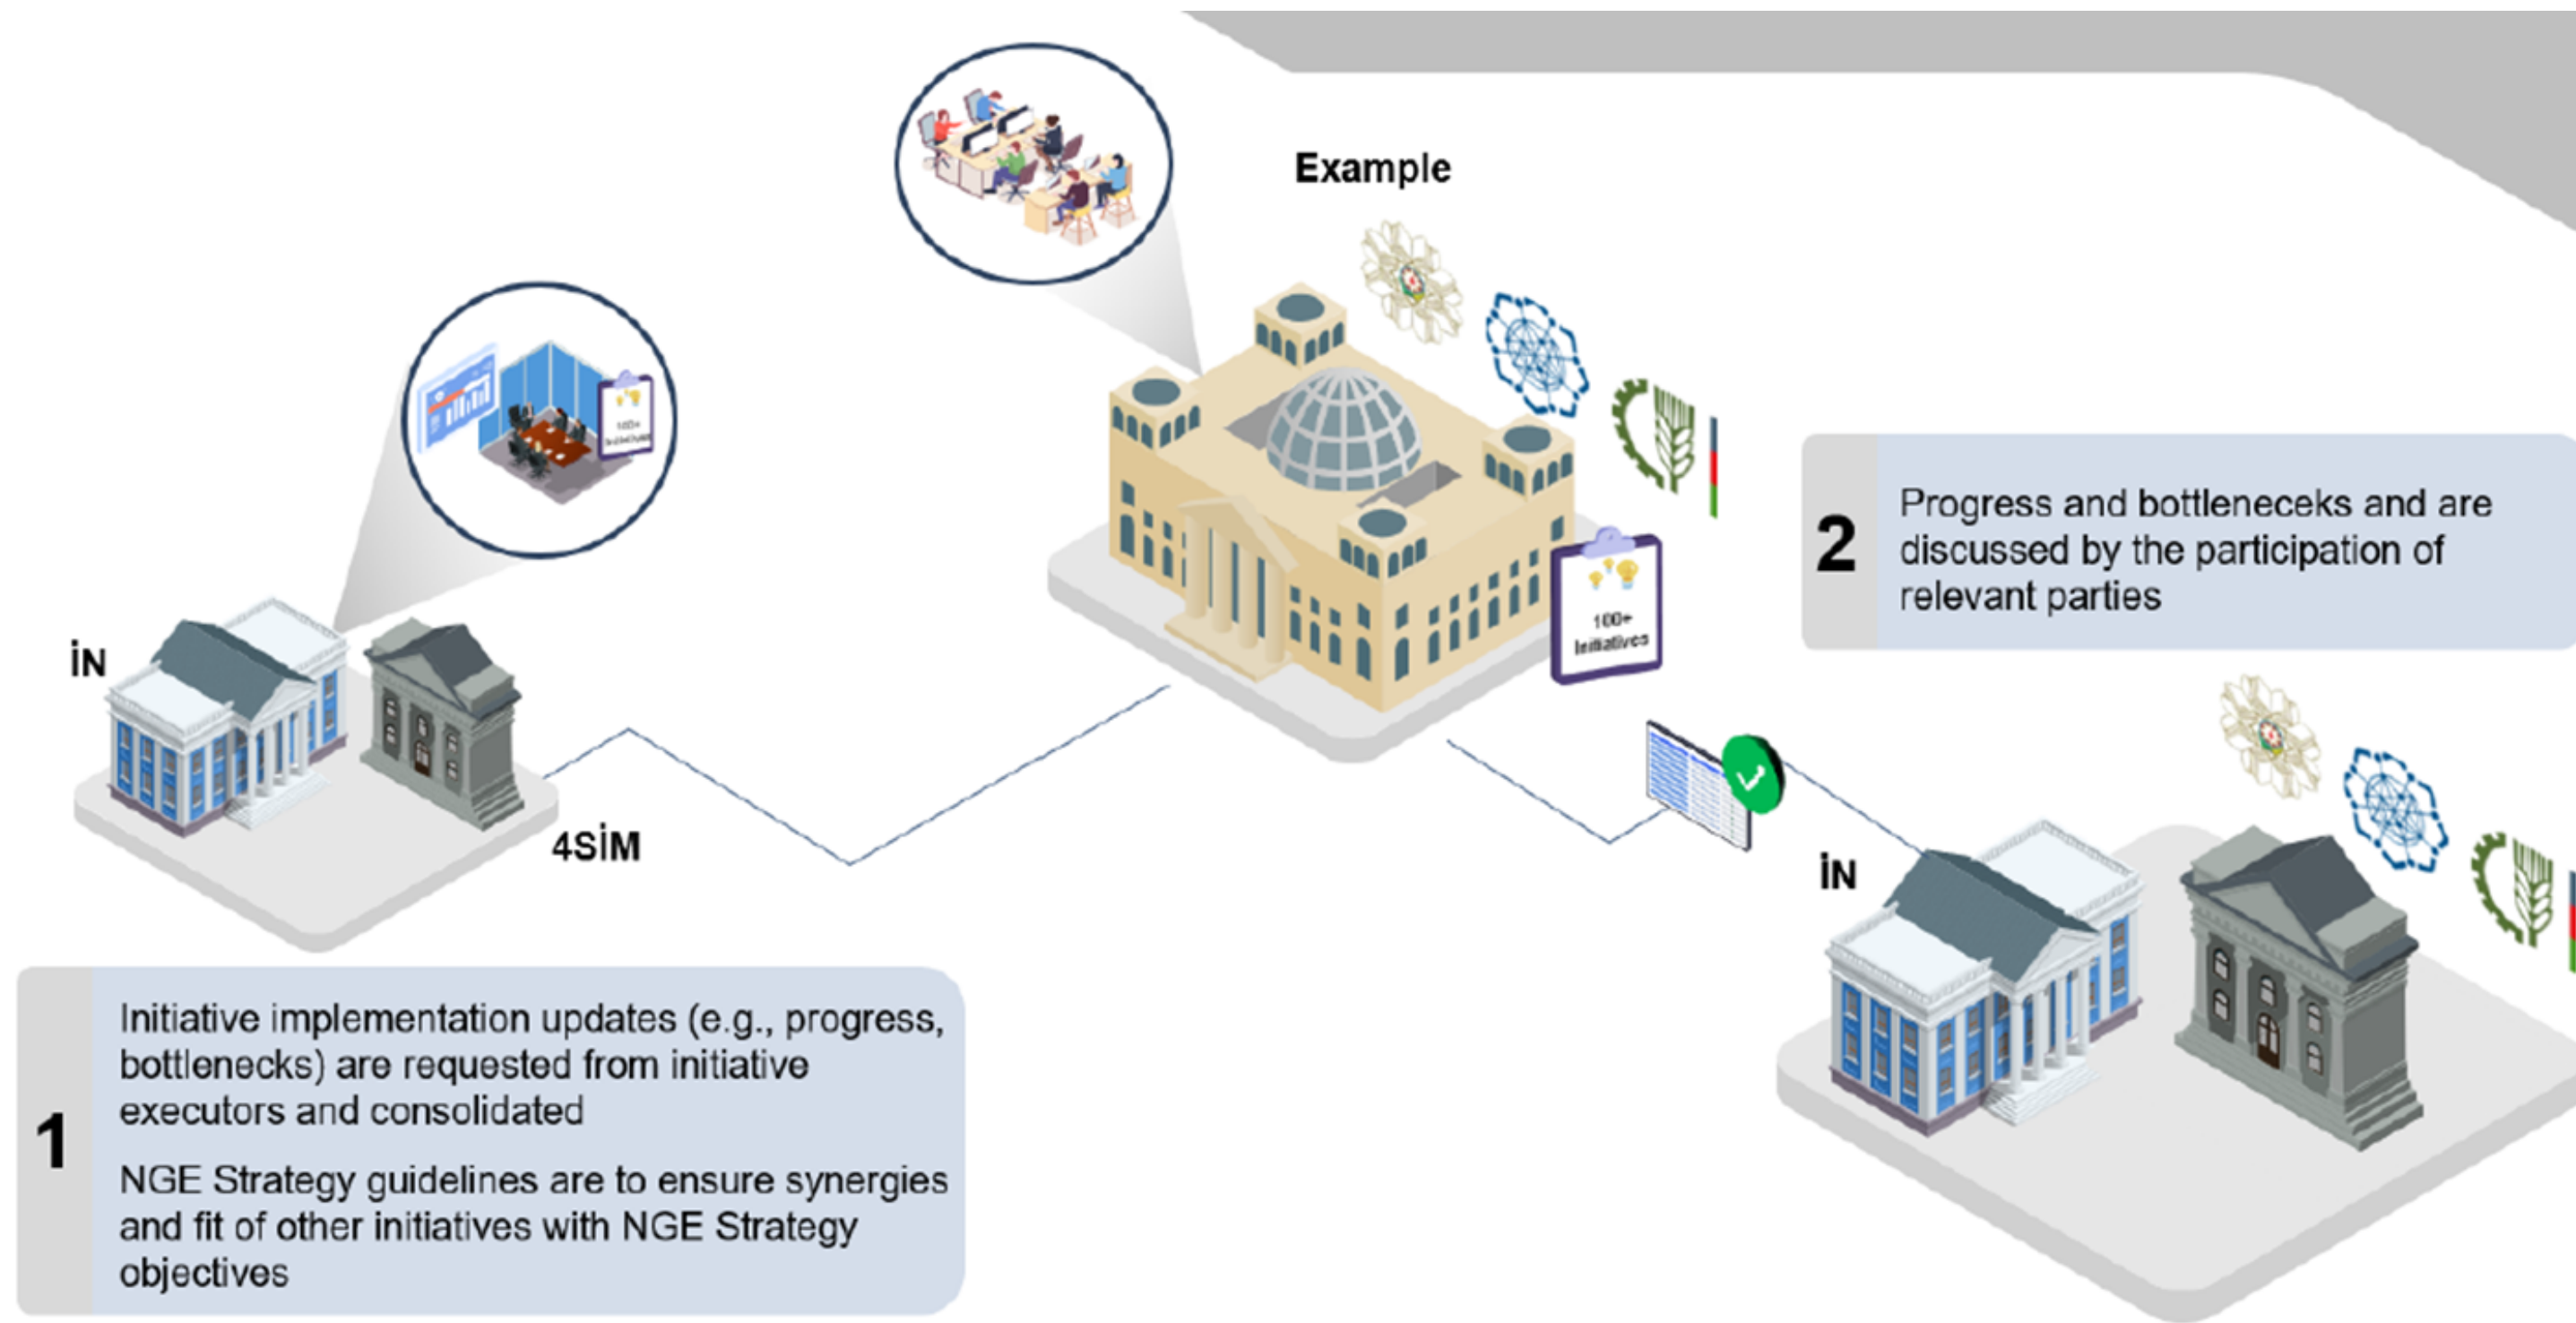 Example
İN
4SİM
100+
Initiatives
2
Progress and bottleneceks and are
discussed by the participation of
relevant parties
İN
1
Initiative implementation updates (e.g., progress,
bottlenecks) are requested from initiative
executors and consolidated
NGE Strategy guidelines are to ensure synergies
and fit of other initiatives with NGE Strategy
objectives